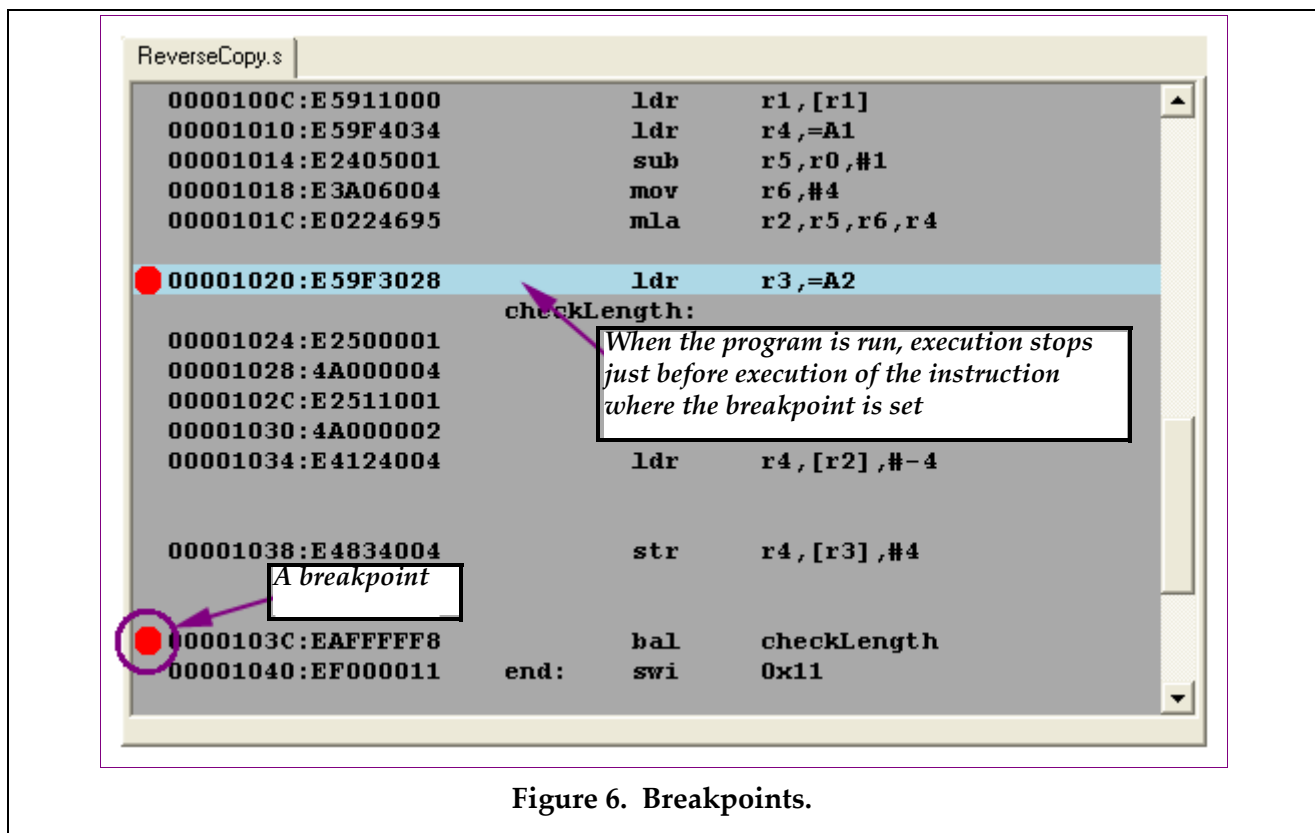 ReverseCopy.s
0000100C:E5911000 ldr r1,[r1]
00001010:E59F4034 ldr r4,=A1
00001014:E2405001 sub r5,r0,#1
00001018:E3A06004 mov r6,#4
0000101C:E0224695 mla r2,r5,r6,r4
00001020:E59F3028 ldr r3,=A2
checkLength:
00001024:E2500001
00001028:4A000004
0000102C:E2511001
00001030:4A000002
When the program is run, execution stops
just before execution of the instruction
where the breakpoint is set
00001034:E4124004 ldr r4,[r2],#-4
00001038:E4834004 str r4,[r3],#4
A breakpoint
0000103C:EAFFFFF8 bal checkLength
00001040:EF000011 end: swi 0x11
Figure 6. Breakpoints.